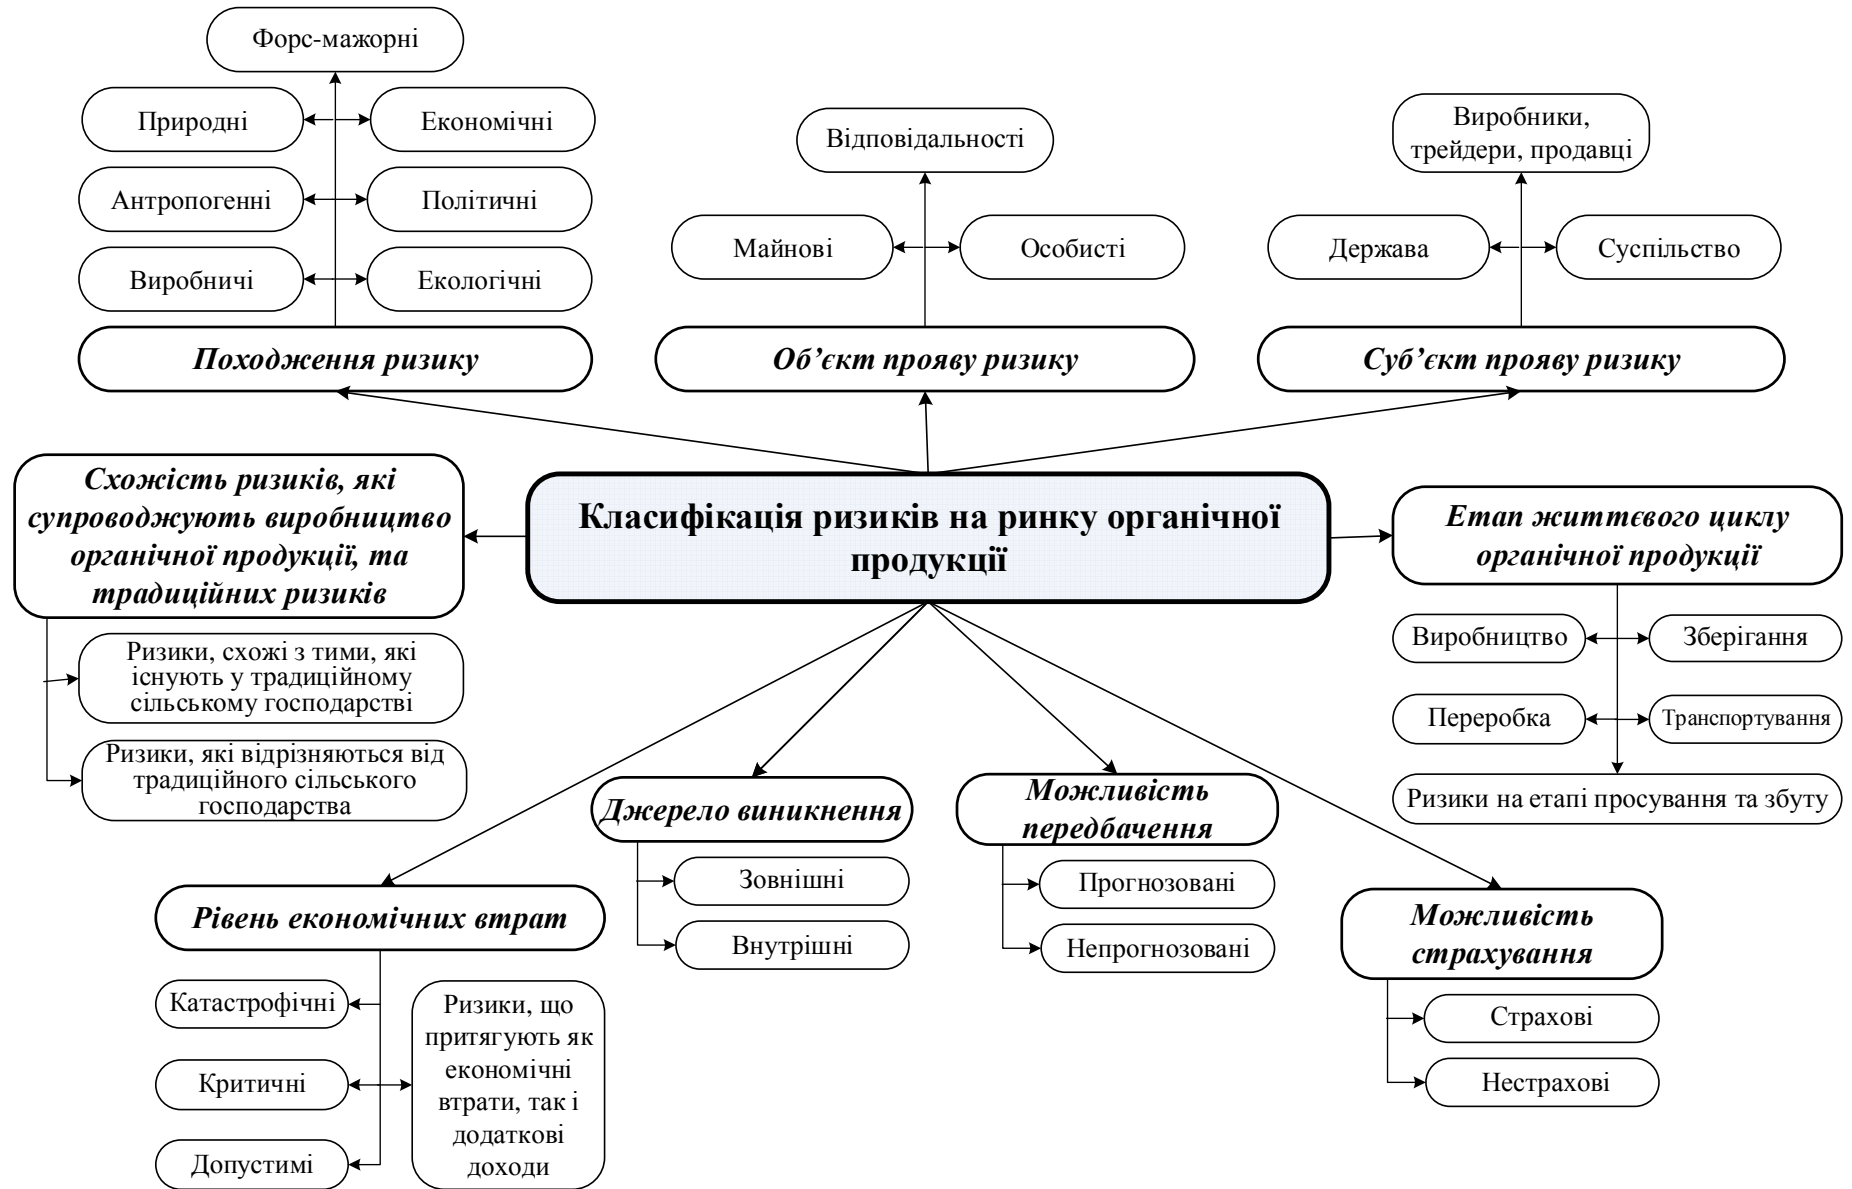 Форс-мажорні
Природні
Економічні
Антропогенні
Політичні
Виробничі
Екологічні
Походження ризику
Відповідальності
Майнові
Особисті
Об’єкт прояву ризику
Виробники,
трейдери, продавці
Держава
Суспільство
Суб’єкт прояву ризику
Схожість ризиків, які
супроводжують виробництво
органічної продукції, та
традиційних ризиків
Ризики, схожі з тими, які
існують у традиційному
сільському господарстві
Ризики, які відрізняються від
традиційного сільського
господарства
Класифікація ризиків на ринку органічної
продукції
Етап життєвого циклу
органічної продукції
Виробництво
Зберігання
Переробка
Транспортування
Ризики на етапі просування та збуту
Рівень економічних втрат
Катастрофічні
Критичні
Допустимі
Ризики, що
притягують як
економічні
втрати, так і
додаткові
доходи
Джерело виникнення
Зовнішні
Внутрішні
Можливість
передбачення
Прогнозовані
Непрогнозовані
Можливість
страхування
Страхові
Нестрахові